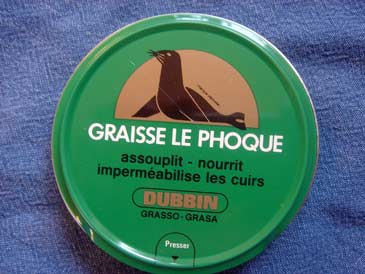 GRAISSE LE PHOQUE
assouplit - nourrit
imperméabilise les cuirs
DUBBIN
GRASSO-GRASA
Presser